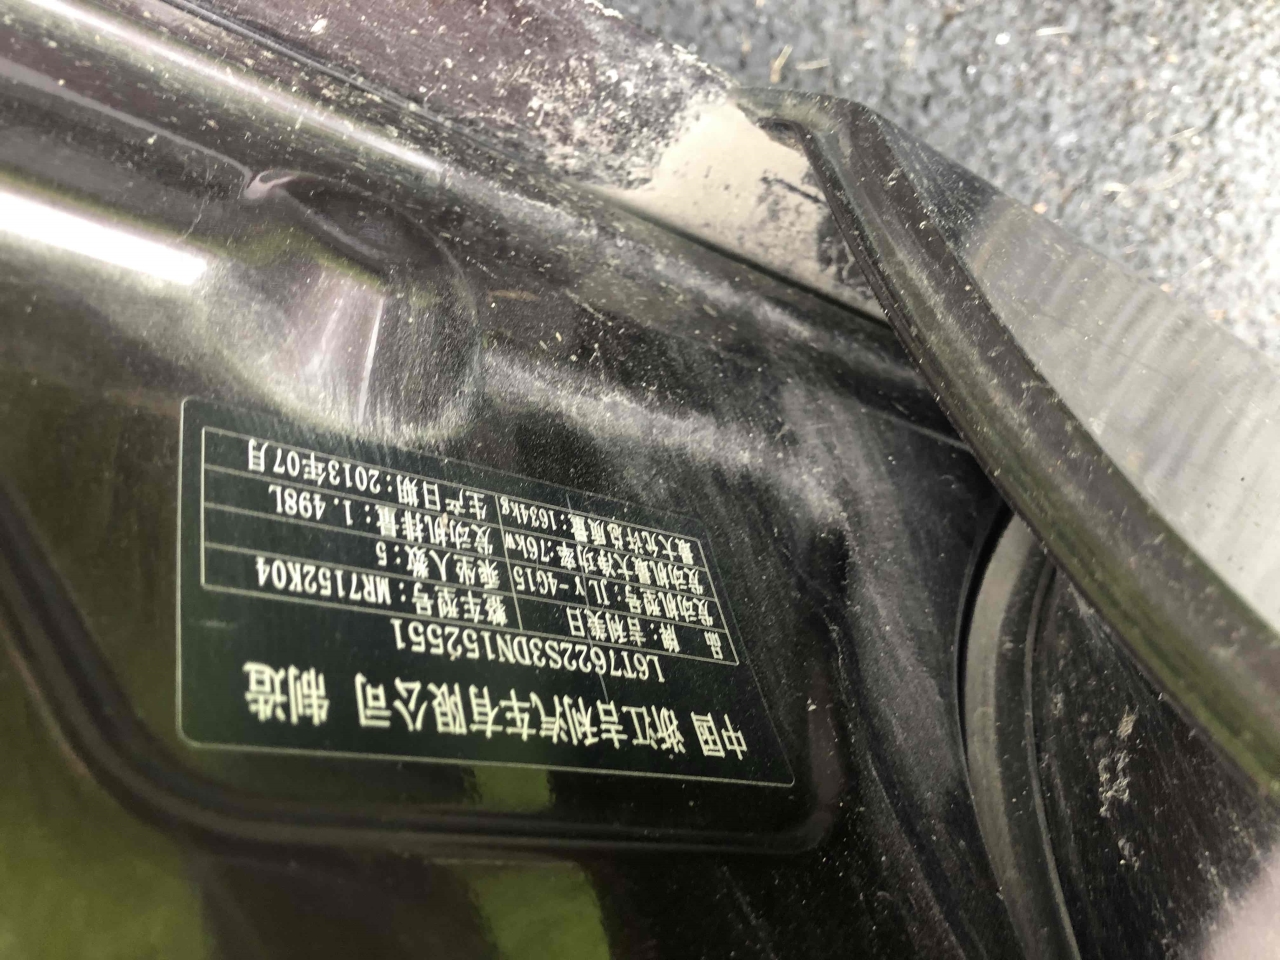 中国 浙江吉利汽车有限公司 制造
L6T7622S3DN152551
品 牌：吉利美日 整车型号：MR7152K04
发动机型号：JLγ-4G15 乘坐人数：5
发动机最大净功率：76kw 发动机排量：1.498L
最大允许总质量：1634kg 生产日期：2013年07月